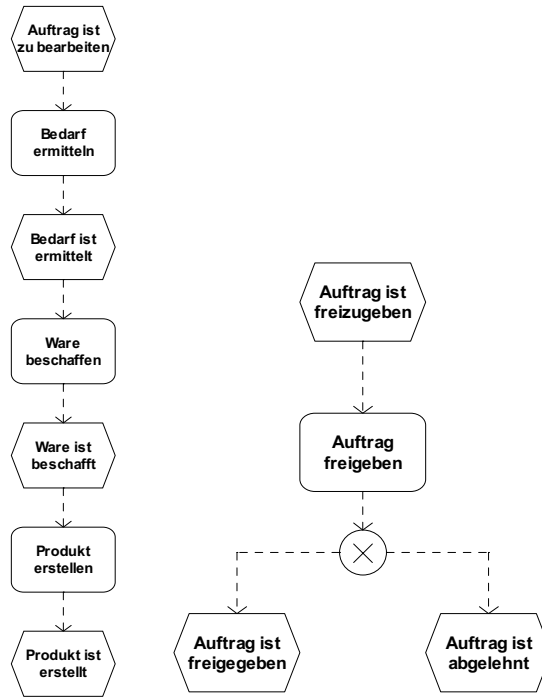 Auftrag ist
zu bearbeiten
Bedarf
ermitteln
Bedarf ist
ermittelt
Ware
beschaffen
Ware ist
beschafft
Produkt
erstellen
Produkt ist
erstellt
Auftrag ist
freizugeben
Auftrag
freigeben
Auftrag ist
freigegeben
Auftrag ist
abgelehnt